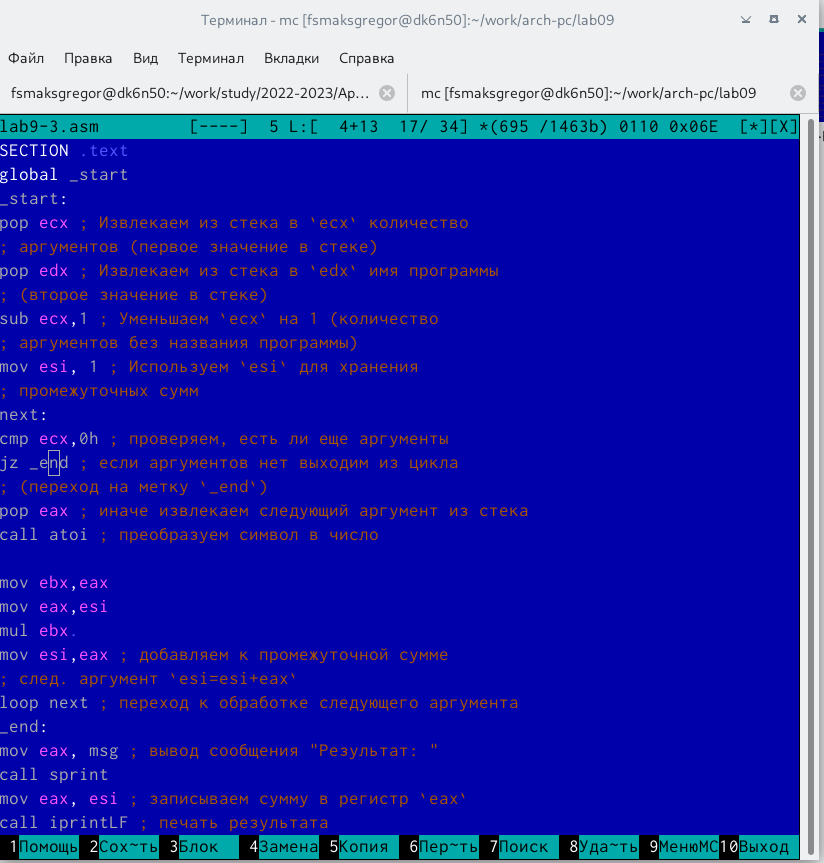 Терминал - mc [fsmaksgregor@dk6n50]:~/work/arch-pc/lab09
Файл Правка Вид Терминал Вкладки Справка
fsmaksgregor@dk6n50:~/work/study/2022-2023/Ар... mc [fsmaksgregor@dk6n50]:~/work/arch-pc/lab09
lab9-3.asm [----] 5 L:[ 4+13 17/ 34] *(695 /1463b) 0110 0x06E [*][X]
SECTION .text
global _start
_start:
pop ecx ; Извлекаем из стека в `ecx` количество
; аргументов (первое значение в стеке)
pop edx ; Извлекаем из стека в `edx` имя программы
; (второе значение в стеке)
sub ecx,1 ; Уменьшаем `ecx` на 1 (количество
; аргументов без названия программы)
mov esi, 1 ; Используем `esi` для хранения
; промежуточных сумм
next:
cmp ecx,0h ; проверяем, есть ли еще аргументы
jz _end ; если аргументов нет выходим из цикла
; (переход на метку `_end`)
pop eax ; иначе извлекаем следующий аргумент из стека
call atoi ; преобразуем символ в число
mov ebx,eax
mov eax,esi
mul ebx.
mov esi,eax ; добавляем к промежуточной сумме
; след. аргумент `esi=esi+eax`
loop next ; переход к обработке следующего аргумента
_end:
mov eax, msg ; вывод сообщения "Результат: "
call sprint
mov eax, esi ; записываем сумму в регистр `eax`
call iprintLF ; печать результата
1Помощь 2Сох~ть 3Блок 4Замена 5Копия 6Пер~ть 7Поиск 8Уда~ть 9МенюМС 10Выход